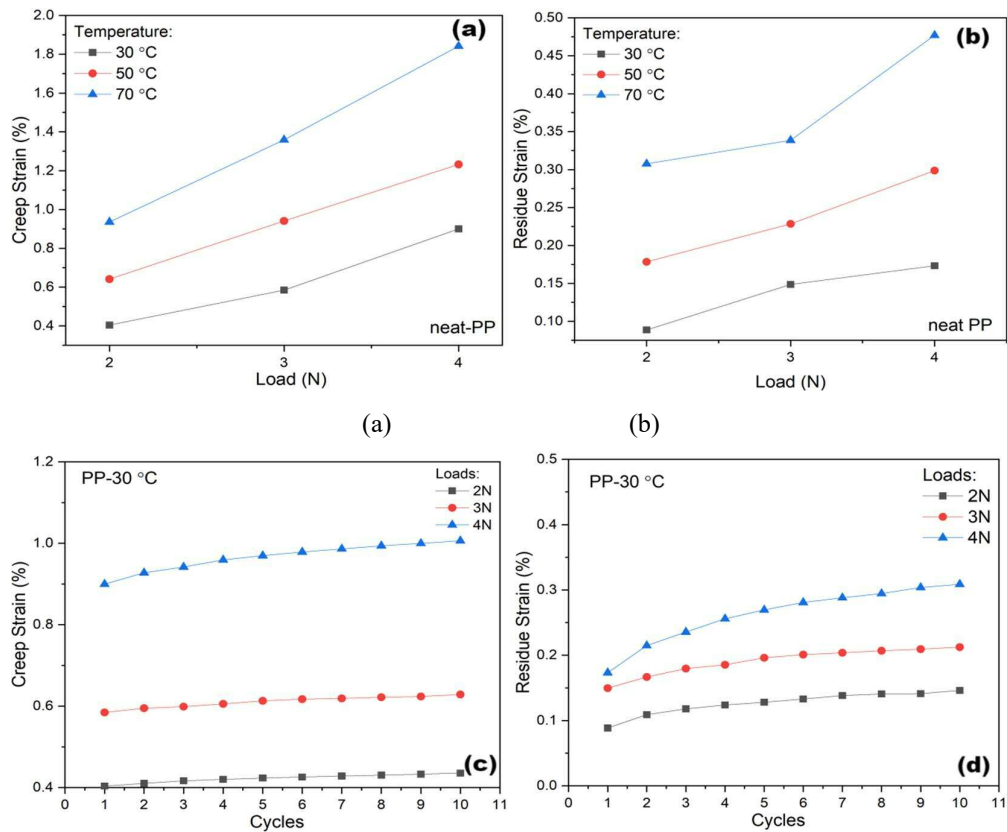 (a)
Temperature:
30 °C
50 °C
70 °C
2.0
1.8
1.6
1.4
1.2
1.0
0.8
0.6
0.4
Creep Strain (%)
neat-PP
2
3
4
Load (N)
(b)
Temperature:
30 °C
50 °C
70 °C
0.50
0.45
0.40
0.35
0.30
0.25
0.20
0.15
0.10
Residue Strain (%)
neat PP
2
3
4
Load (N)
(a)
(b)
PP-30 °C
Loads:
2N
3N
4N
1.2
1.0
0.8
0.6
0.4
Creep Strain (%)
(c)
0 1 2 3 4 5 6 7 8 9 10 11
Cycles
PP-30 °C
Loads:
2N
3N
4N
0.5
0.4
0.3
0.2
0.1
0.0
Residue Strain (%)
(d)
0 1 2 3 4 5 6 7 8 9 10 11
Cycles